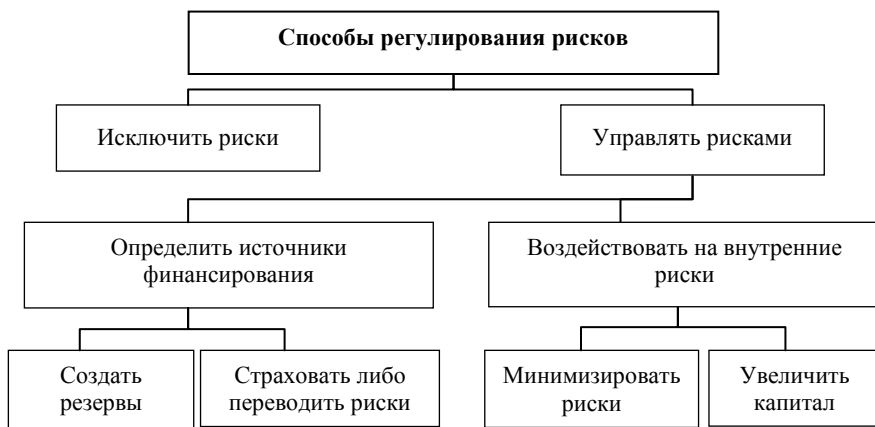 Способы регулирования рисков
Исключить риски
Управлять рисками
Определить источники
финансирования
Воздействовать на внутренние
риски
Создать
резервы
Страховать либо
переводить риски
Минимизировать
риски
Увеличить
капитал